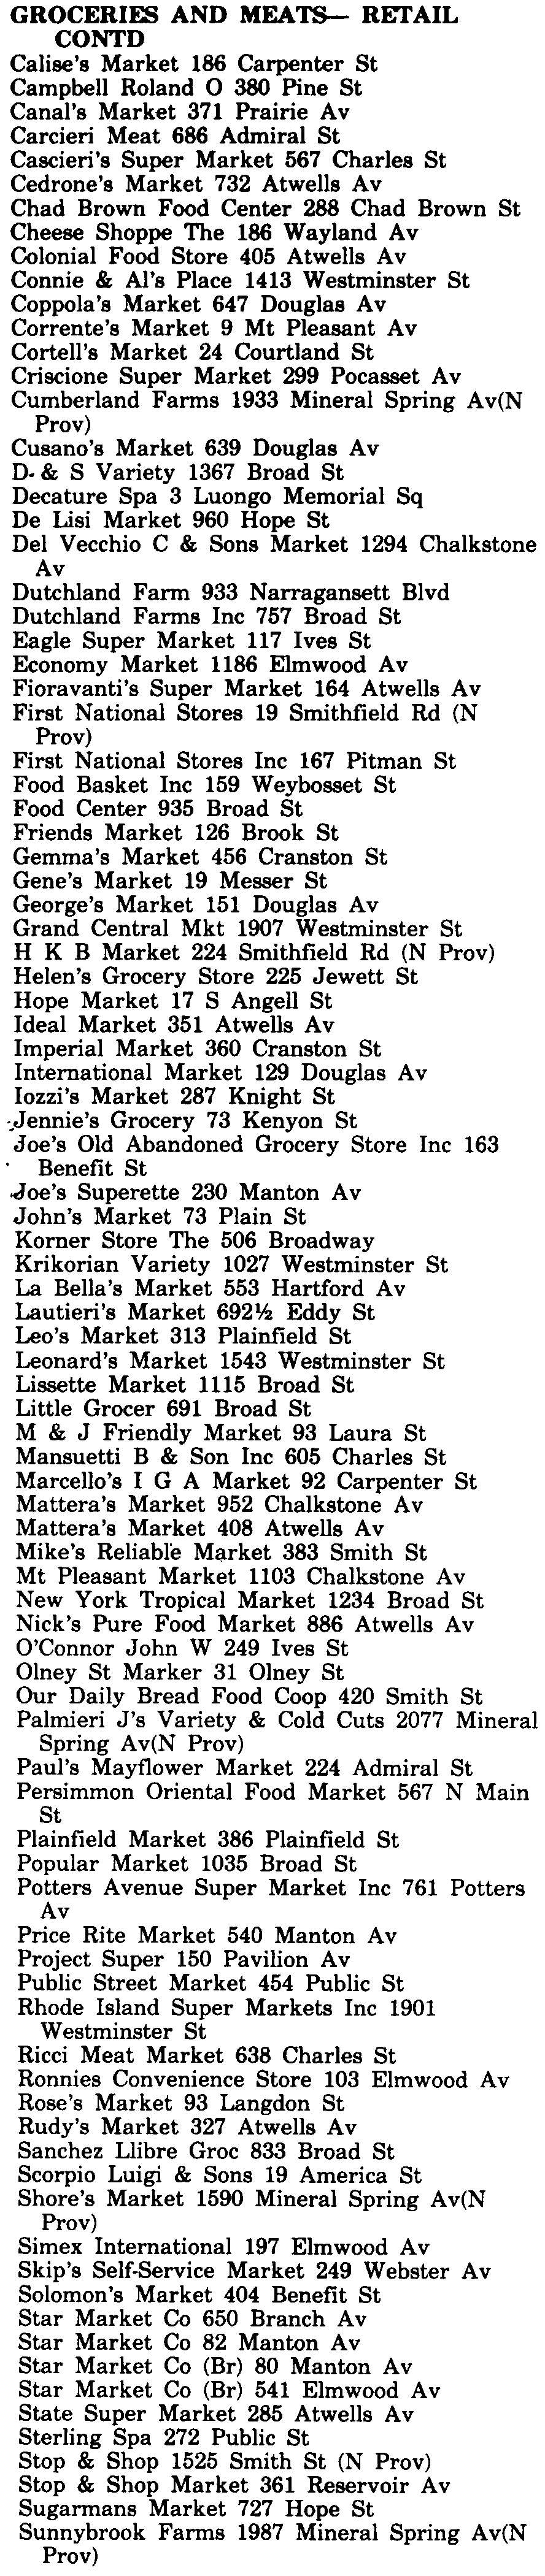 GROCERIES AND MEATS— RETAIL
CONTD
Calise's Market 186 Carpenter St
Campbell Roland O 380 Pine St
Canal's Market 371 Prairie Av
Carcieri Meat 686 Admiral St
Cascieri's Super Market 567 Charles St
Cedrone's Market 732 Atwells Av
Chad Brown Food Center 288 Chad Brown St
Cheese Shoppe The 186 Wayland Av
Colonial Food Store 405 Atwells Av
Connie & Al's Place 1413 Westminster St
Coppola's Market 647 Douglas Av
Corrente's Market 9 Mt Pleasant Av
Cortell's Market 24 Courtland St
Criscione Super Market 299 Pocasset Av
Cumberland Farms 1933 Mineral Spring Av(N
Prov)
Cusano's Market 639 Douglas Av
D- & S Variety 1367 Broad St
Decature Spa 3 Luongo Memorial Sq
De Lisi Market 960 Hope St
Del Vecchio C & Sons Market 1294 Chalkstone
Av
Dutchland Farm 933 Narragansett Blvd
Dutchland Farms Inc 757 Broad St
Eagle Super Market 117 Ives St
Economy Market 1186 Elmwood Av
Fioravanti's Super Market 164 Atwells Av
First National Stores 19 Smithfield Rd (N
Prov)
First National Stores Inc 167 Pitman St
Food Basket Inc 159 Weybosset St
Food Center 935 Broad St
Friends Market 126 Brook St
Gemma's Market 456 Cranston St
Gene's Market 19 Messer St
George's Market 151 Douglas Av
Grand Central Mkt 1907 Westminster St
H K B Market 224 Smithfield Rd (N Prov)
Helen's Grocery Store 225 Jewett St
Hope Market 17 S Angell St
Ideal Market 351 Atwells Av
Imperial Market 360 Cranston St
International Market 129 Douglas Av
Iozzi's Market 287 Knight St
Jennie's Grocery 73 Kenyon St
Joe's Old Abandoned Grocery Store Inc 163
Benefit St
Joe's Superette 230 Manton Av
John's Market 73 Plain St
Korner Store The 506 Broadway
Krikorian Variety 1027 Westminster St
La Bella's Market 553 Hartford Av
Lautieri's Market 692½ Eddy St
Leo's Market 313 Plainfield St
Leonard's Market 1543 Westminster St
Lissette Market 1115 Broad St
Little Grocer 691 Broad St
M & J Friendly Market 93 Laura St
Mansuetti B & Son Inc 605 Charles St
Marcello's I G A Market 92 Carpenter St
Mattera's Market 952 Chalkstone Av
Mattera's Market 408 Atwells Av
Mike's Reliable Market 383 Smith St
Mt Pleasant Market 1103 Chalkstone Av
New York Tropical Market 1234 Broad St
Nick's Pure Food Market 886 Atwells Av
O'Connor John W 249 Ives St
Olney St Marker 31 Olney St
Our Daily Bread Food Coop 420 Smith St
Palmieri J's Variety & Cold Cuts 2077 Mineral
Spring Av(N Prov)
Paul's Mayflower Market 224 Admiral St
Persimmon Oriental Food Market 567 N Main
St
Plainfield Market 386 Plainfield St
Popular Market 1035 Broad St
Potters Avenue Super Market Inc 761 Potters
Av
Price Rite Market 540 Manton Av
Project Super 150 Pavilion Av
Public Street Market 454 Public St
Rhode Island Super Markets Inc 1901
Westminster St
Ricci Meat Market 638 Charles St
Ronnies Convenience Store 103 Elmwood Av
Rose's Market 93 Langdon St
Rudy's Market 327 Atwells Av
Sanchez Llibre Groc 833 Broad St
Scorpio Luigi & Sons 19 America St
Shore's Market 1590 Mineral Spring Av(N
Prov)
Simex International 197 Elmwood Av
Skip's Self-Service Market 249 Webster Av
Solomon's Market 404 Benefit St
Star Market Co 650 Branch Av
Star Market Co 82 Manton Av
Star Market Co (Br) 80 Manton Av
Star Market Co (Br) 541 Elmwood Av
State Super Market 285 Atwells Av
Sterling Spa 272 Public St
Stop & Shop 1525 Smith St (N Prov)
Stop & Shop Market 361 Reservoir Av
Sugarmans Market 727 Hope St
Sunnybrook Farms 1987 Mineral Spring Av(N
Prov)